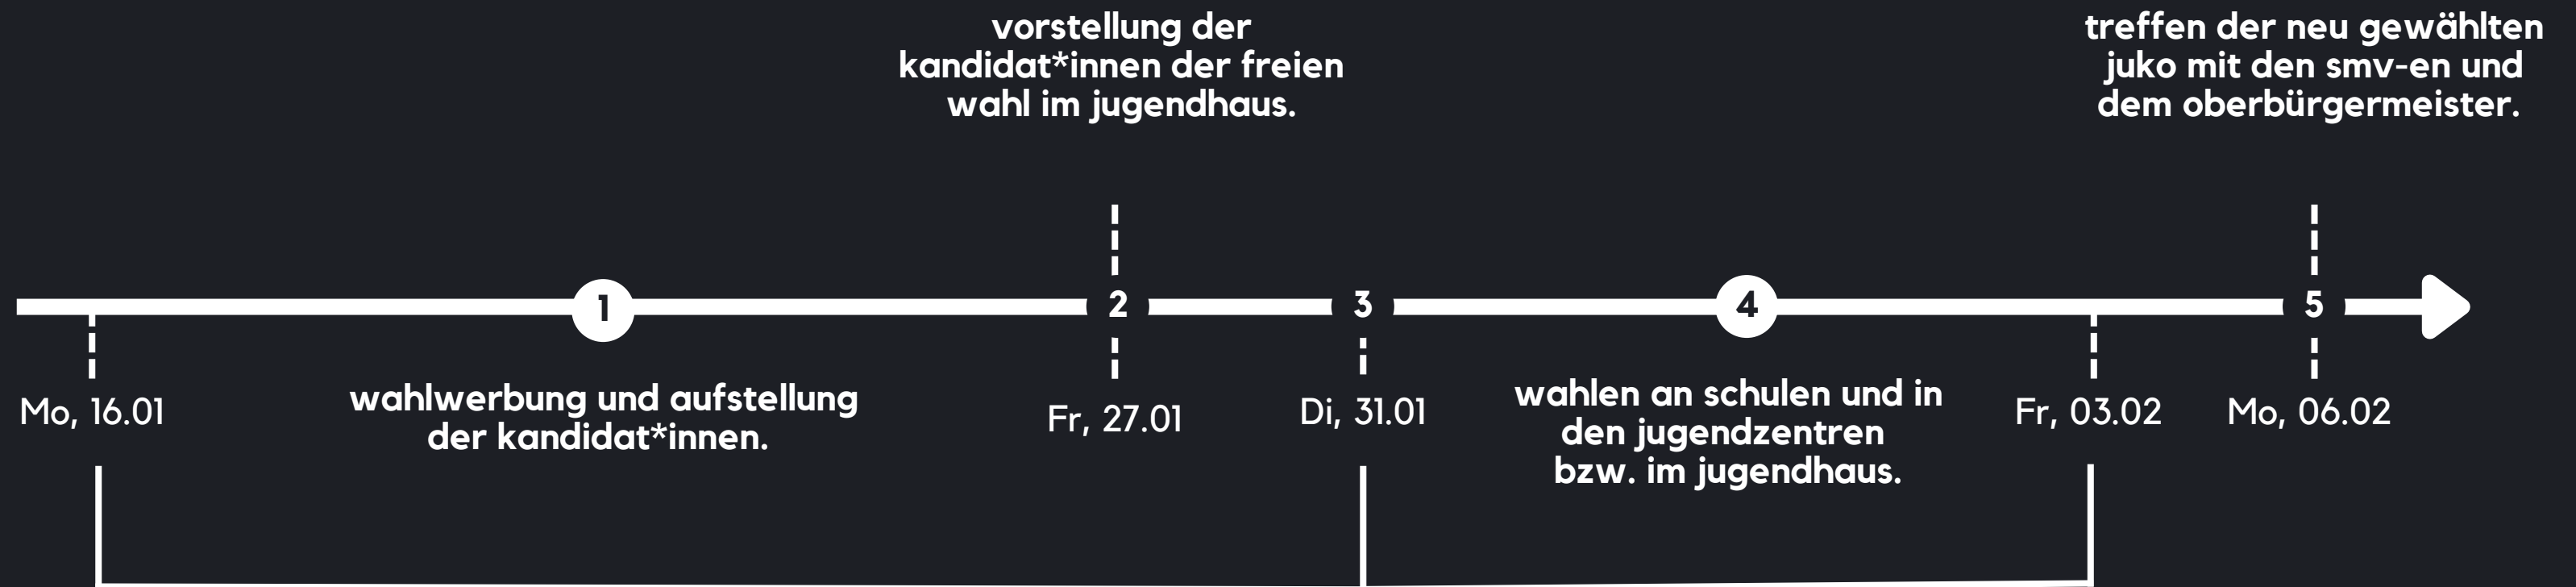 vorstellung der
kandidat*innen der freien
wahl im jugendhaus.
treffen der neu gewählten
juko mit den smv-en und
dem oberbürgermeister.
1
2
3
4
5
Mo, 16.01
wahlwerbung und aufstellung
der kandidat*innen.
Fr, 27.01
Di, 31.01
wahlen an schulen und in
den jugendzentren
bzw. im jugendhaus.
Fr, 03.02
Mo, 06.02